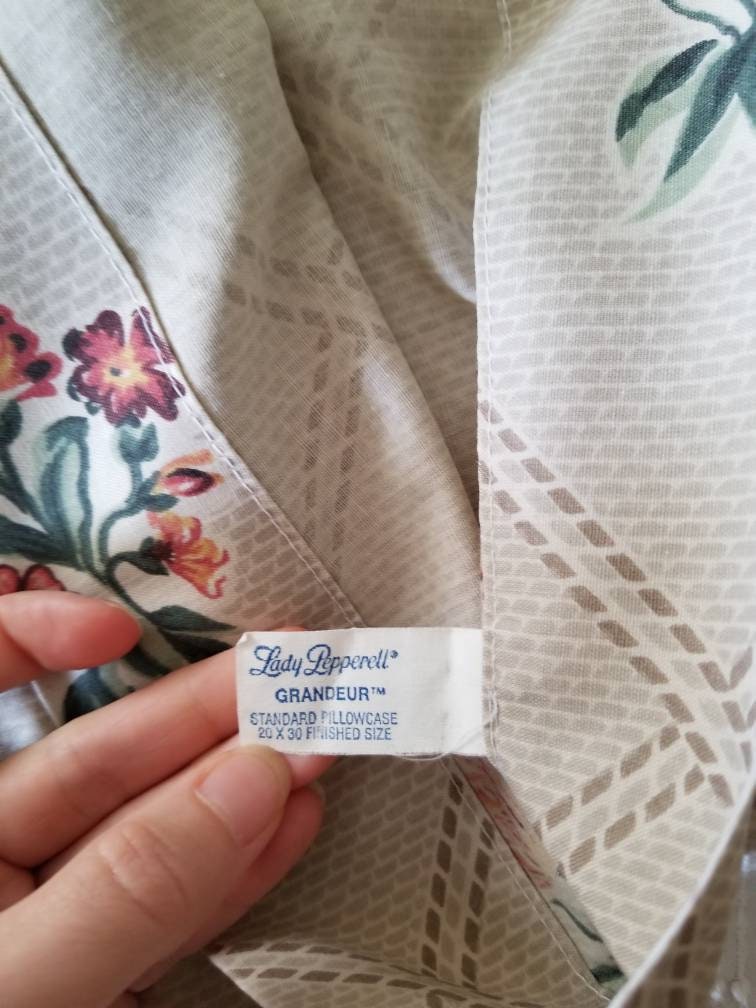 Lady Pepperell®
GRANDEUR™
STANDARD PILLOWCASE
20 X 30 FINISHED SIZE